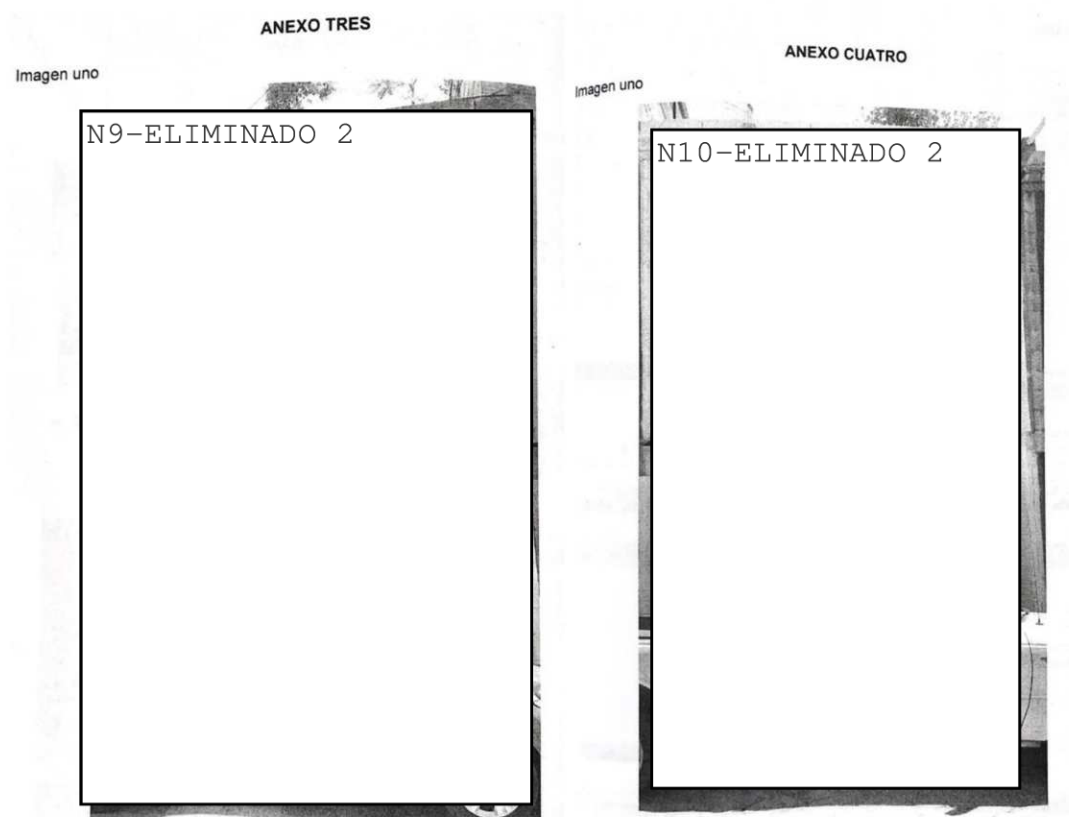 ANEXO TRES
Imagen uno
N9-ELIMINADO 2
ANEXO CUATRO
Imagen uno
N10-ELIMINADO 2